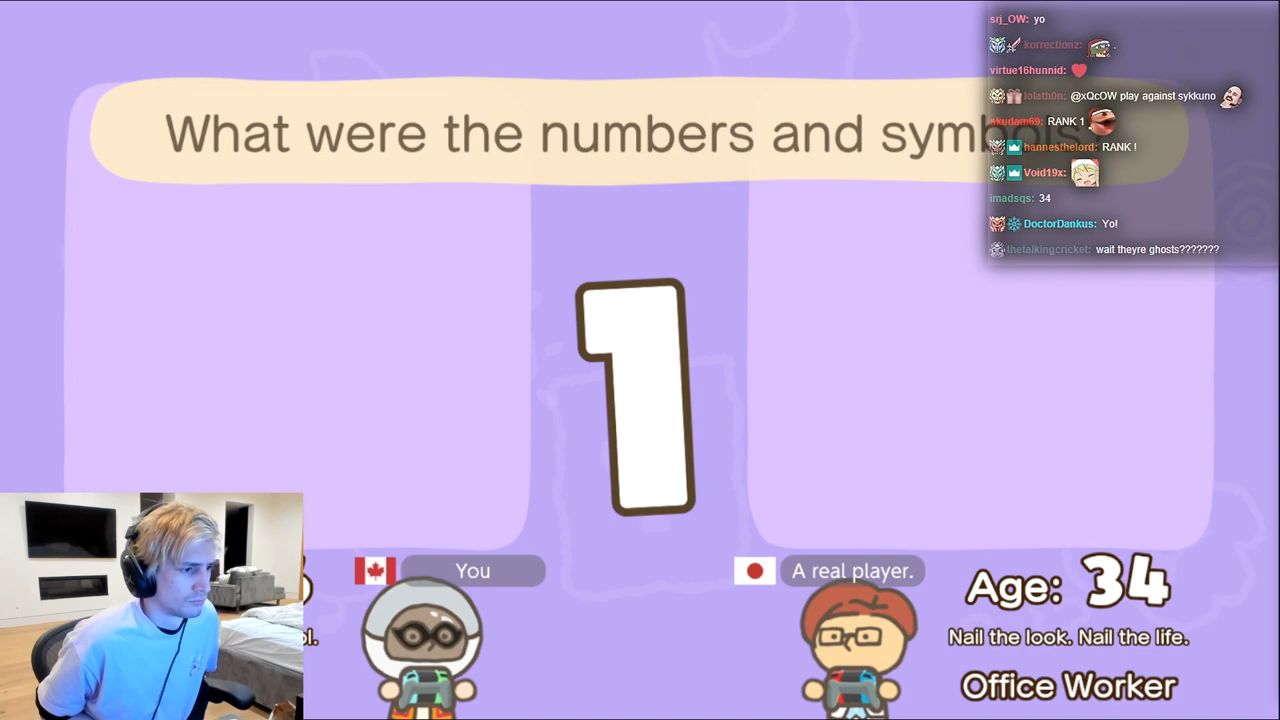 srj_OW: yo
korrectionz:
virtue16hunnid:
lolath0n: @xQcOW play against sykkuno
akudam69: RANK 1
What were the numbers and symbols
hannesthelord: RANK !
Void19x:
imadsqs: 34
DoctorDankus: Yo!
thetalkingcricket: wait theyre ghosts???????
1
You
A real player.
Age: 34
Nail the look. Nail the life.
Office Worker